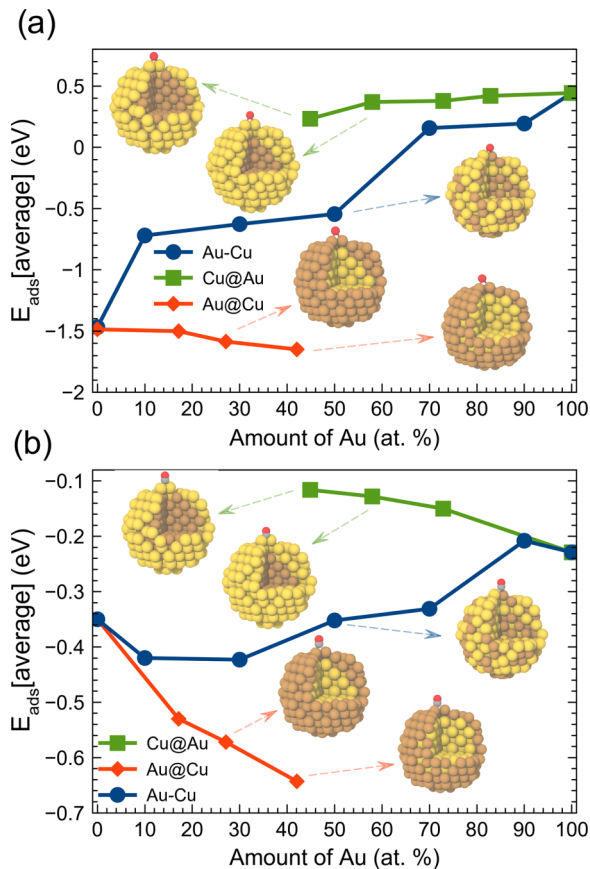 (a)
E_ads[average] (eV)
0.5
0
−0.5
−1
−1.5
−2
Au-Cu
Cu@Au
Au@Cu
0 10 20 30 40 50 60 70 80 90 100
Amount of Au (at. %)
(b)
E_ads[average] (eV)
−0.1
−0.2
−0.3
−0.4
−0.5
−0.6
−0.7
Cu@Au
Au@Cu
Au-Cu
0 10 20 30 40 50 60 70 80 90 100
Amount of Au (at. %)